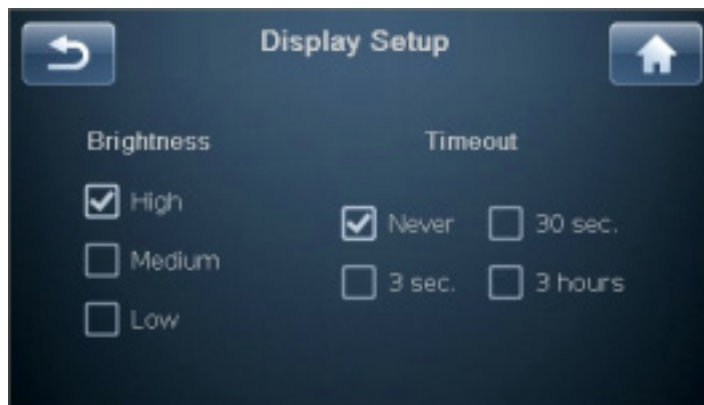 Display Setup
Brightness
Timeout
High
Medium
Low
Never
30 sec.
3 sec.
3 hours